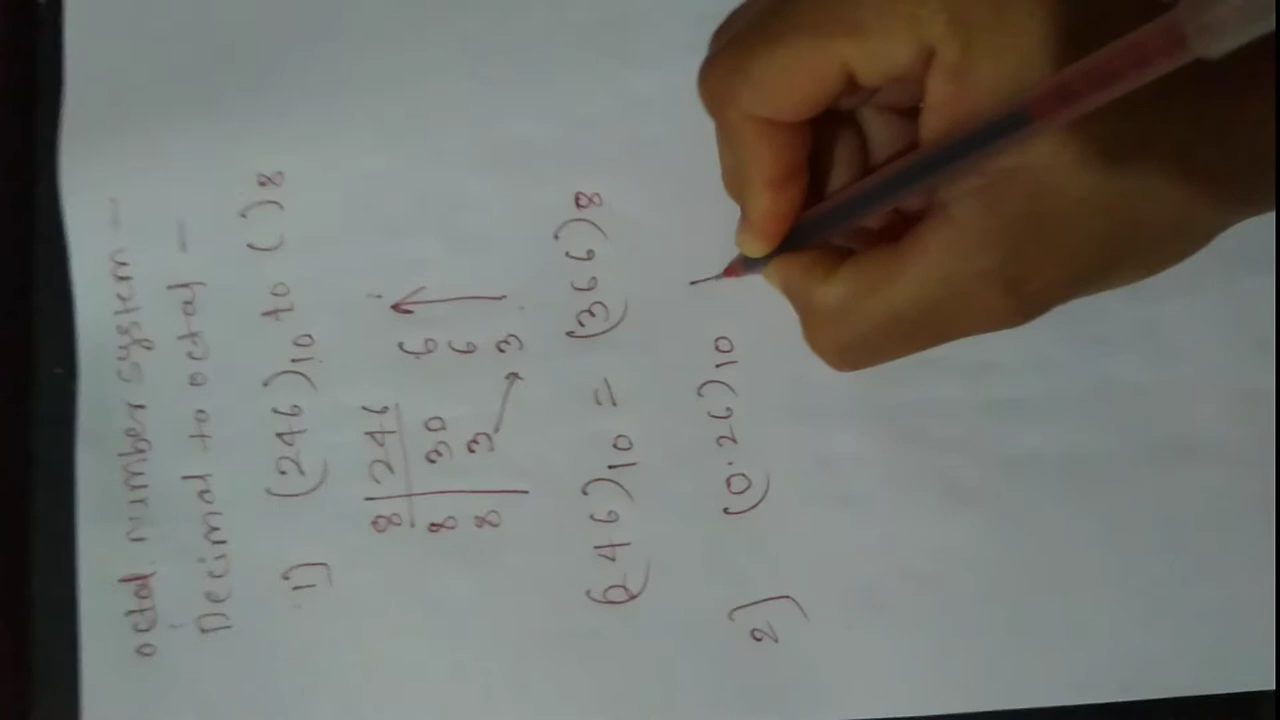 octal number system -
Decimal to octal -
1) (246)10 to ( )8
8 246
8 30 6
8 3 6
3
(246)10 = (366)8
2) (0.26)10